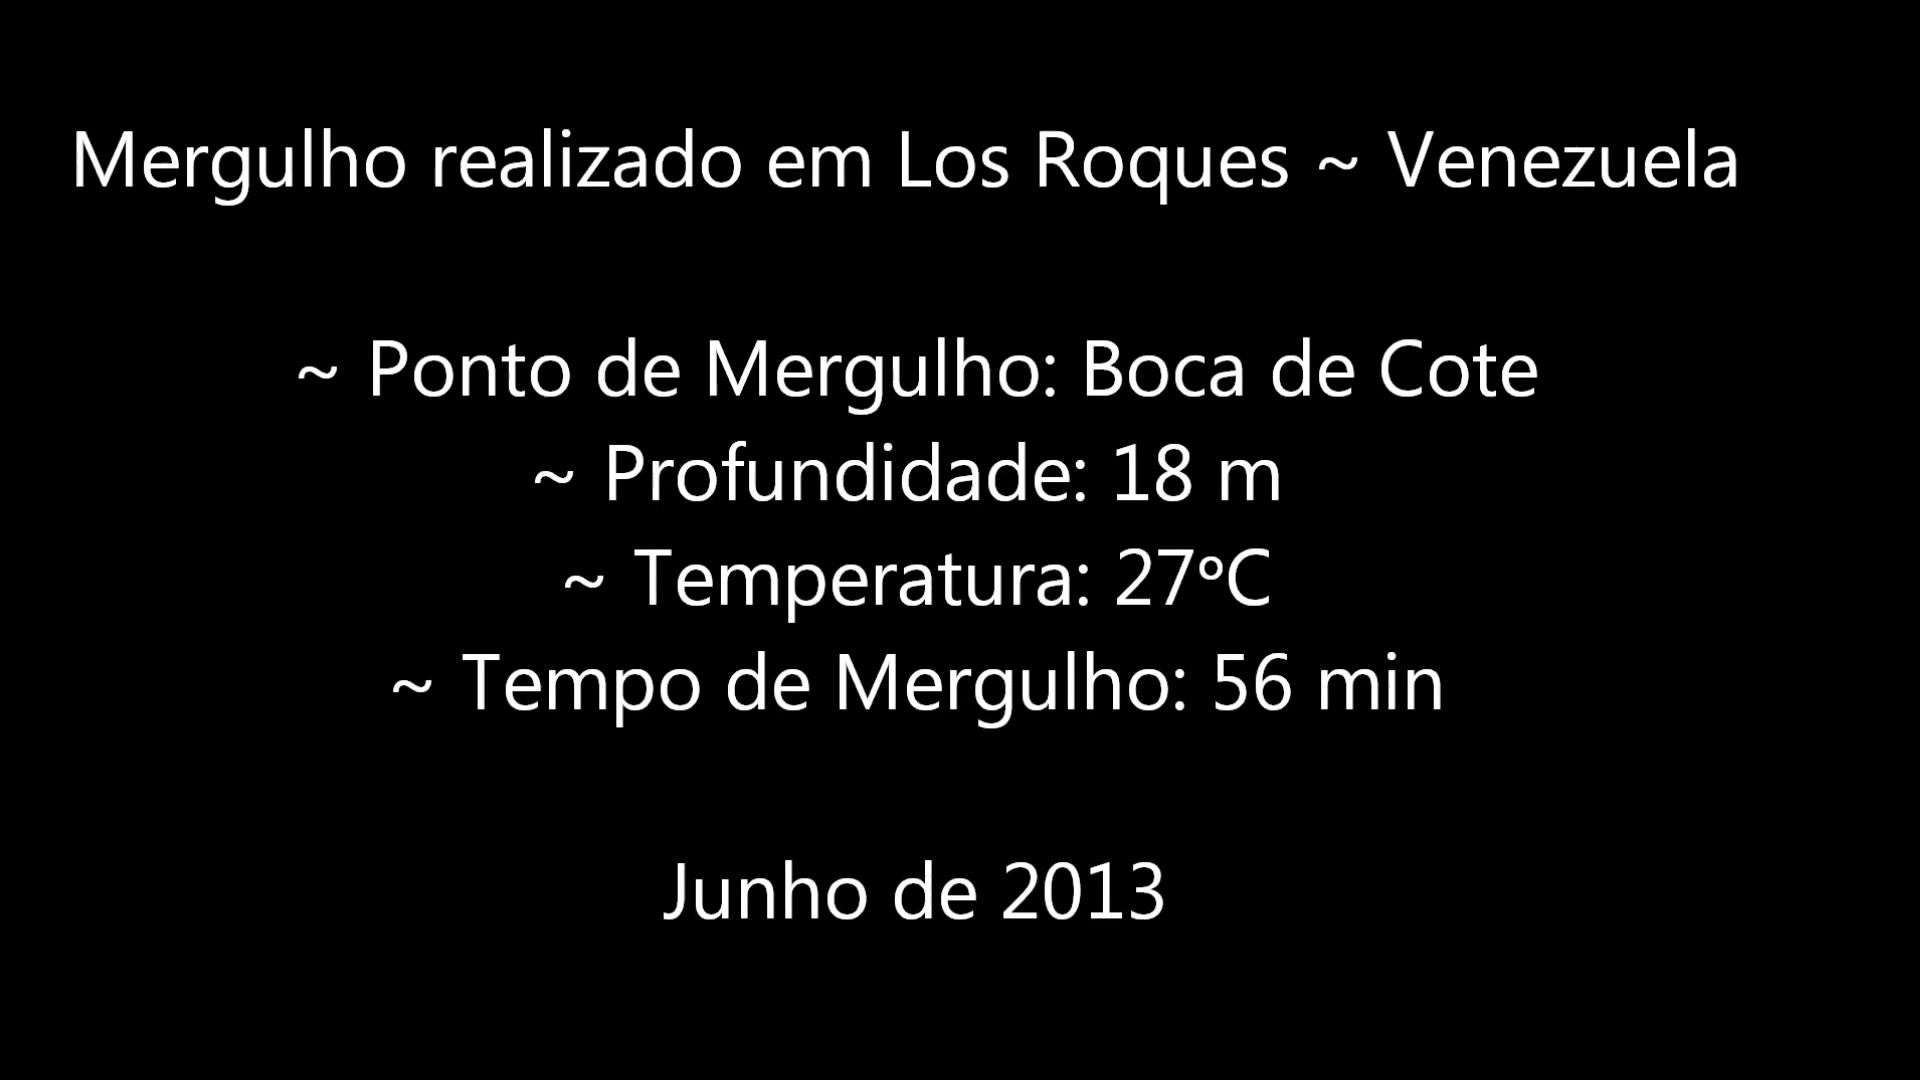 Mergulho realizado em Los Roques ~ Venezuela
~ Ponto de Mergulho: Boca de Cote
~ Profundidade: 18 m
~ Temperatura: 27ºC
~ Tempo de Mergulho: 56 min
Junho de 2013